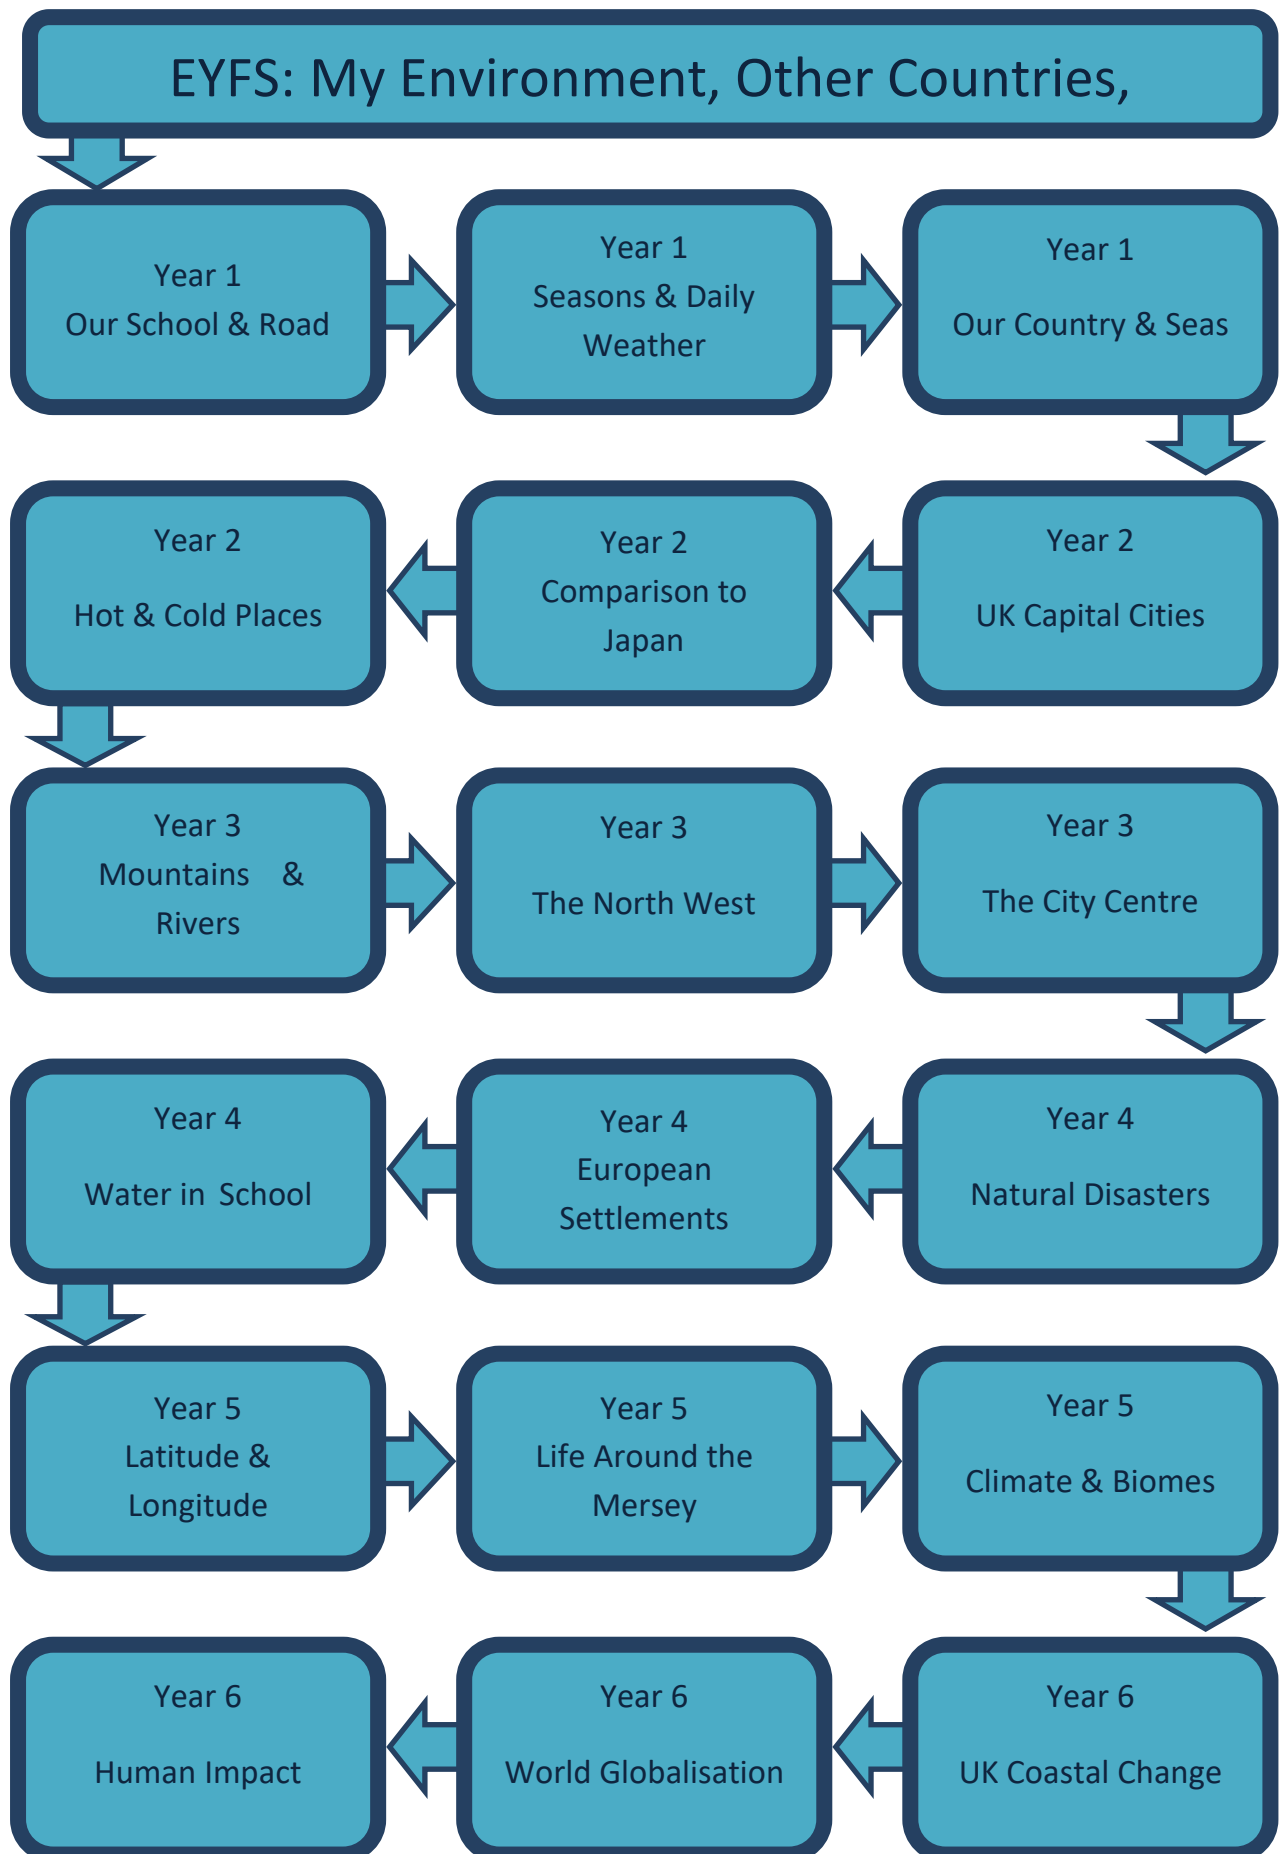 EYFS: My Environment, Other Countries,
Year 1
Our School & Road
Year 1
Seasons & Daily
Weather
Year 1
Our Country & Seas
Year 2
Hot & Cold Places
Year 2
Comparison to
Japan
Year 2
UK Capital Cities
Year 3
Mountains & 
Rivers
Year 3
The North West
Year 3
The City Centre
Year 4
Water in School
Year 4
European
Settlements
Year 4
Natural Disasters
Year 5
Latitude &
Longitude
Year 5
Life Around the
Mersey
Year 5
Climate & Biomes
Year 6
Human Impact
Year 6
World Globalisation
Year 6
UK Coastal Change